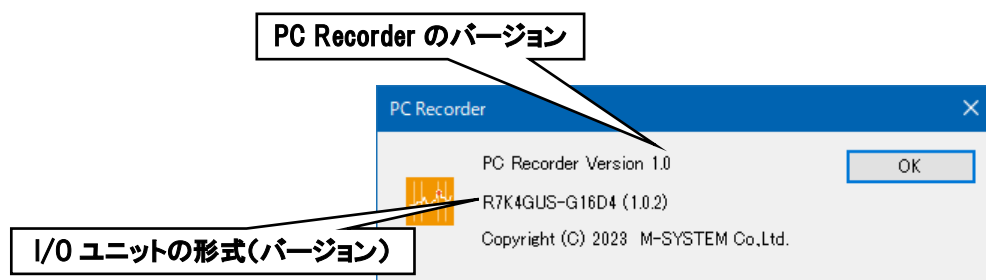 PC Recorder のバージョン
PC Recorder
PC Recorder Version 1.0
OK
R7K4GUS-G16D4 (1.0.2)
I/O ユニットの形式(バージョン)
Copyright (C) 2023 M-SYSTEM Co.,Ltd.